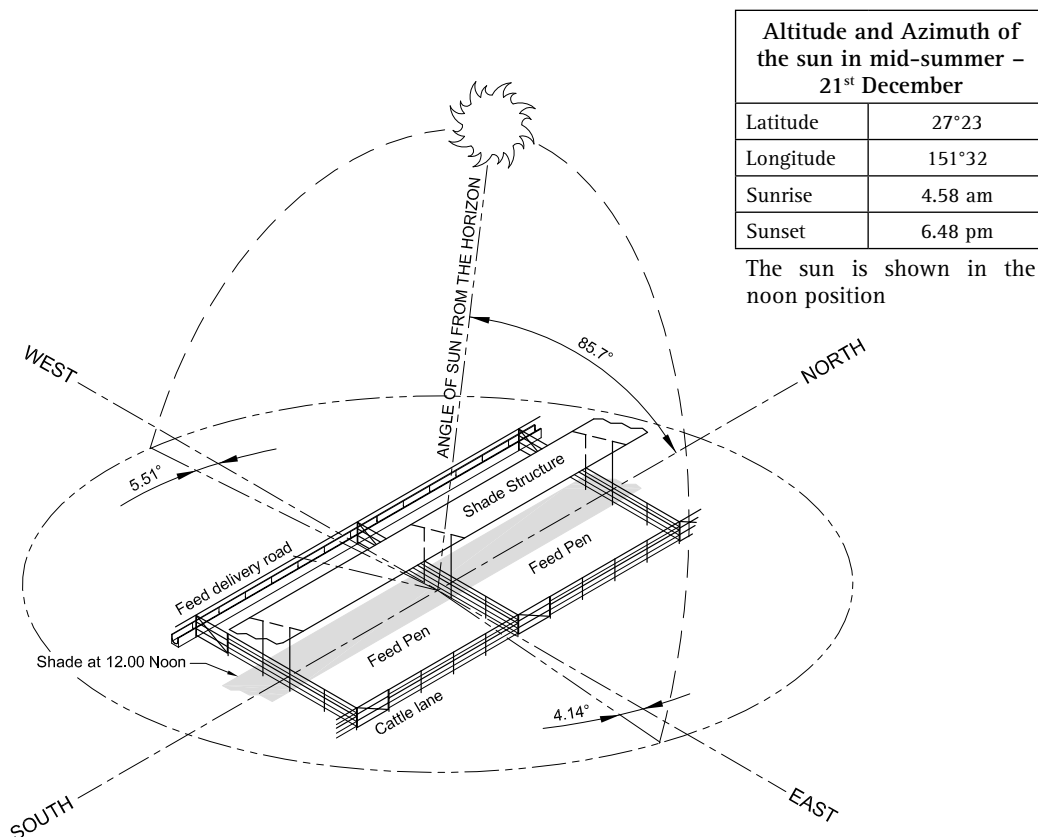 Altitude and Azimuth of
the sun in mid-summer –
21st December
Latitude 27°23
Longitude 151°32
Sunrise 4.58 am
Sunset 6.48 pm
The sun is shown in the
noon position
ANGLE OF SUN FROM THE HORIZON
85.7°
WEST
NORTH
5.51°
Shade Structure
Feed delivery road
Feed Pen
Feed Pen
Shade at 12.00 Noon
Cattle lane
4.14°
SOUTH
EAST